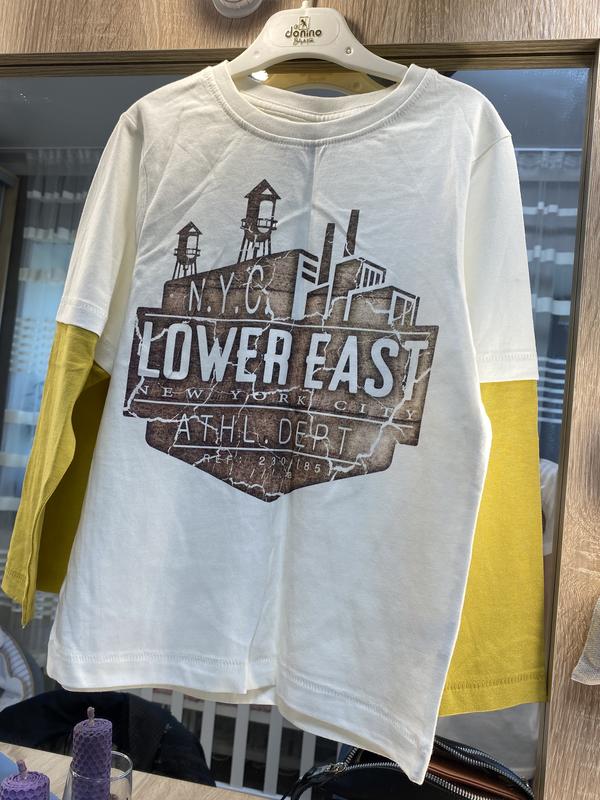 donino
N.Y.C.
LOWER EAST
NEW YORK CITY
ATHL.DEPT